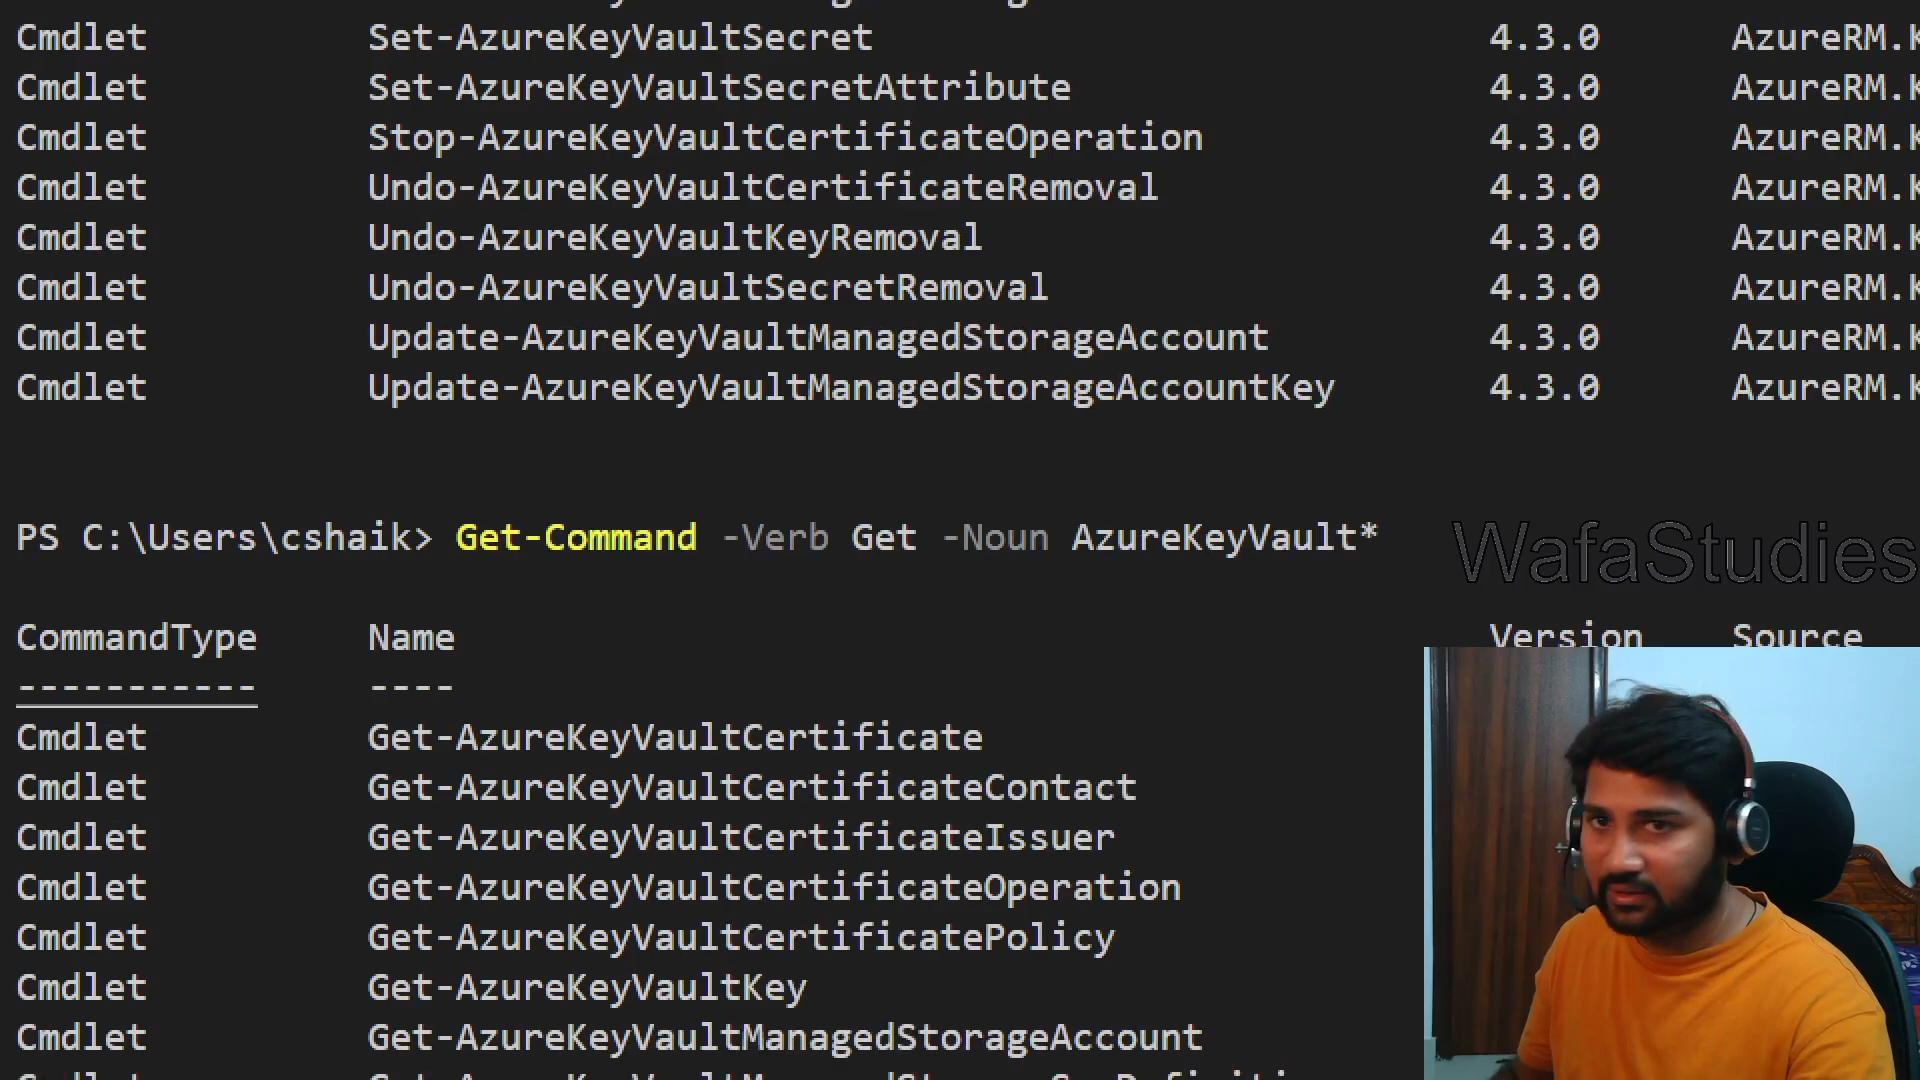 Cmdlet Set-AzureKeyVaultSecret 4.3.0 AzureRM.K
Cmdlet Set-AzureKeyVaultSecretAttribute 4.3.0 AzureRM.K
Cmdlet Stop-AzureKeyVaultCertificateOperation 4.3.0 AzureRM.K
Cmdlet Undo-AzureKeyVaultCertificateRemoval 4.3.0 AzureRM.K
Cmdlet Undo-AzureKeyVaultKeyRemoval 4.3.0 AzureRM.K
Cmdlet Undo-AzureKeyVaultSecretRemoval 4.3.0 AzureRM.K
Cmdlet Update-AzureKeyVaultManagedStorageAccount 4.3.0 AzureRM.K
Cmdlet Update-AzureKeyVaultManagedStorageAccountKey 4.3.0 AzureRM.K
PS C:\Users\cshaik> Get-Command -Verb Get -Noun AzureKeyVault*
WafaStudies
CommandType Name Version Source
----------- ----
Cmdlet Get-AzureKeyVaultCertificate
Cmdlet Get-AzureKeyVaultCertificateContact
Cmdlet Get-AzureKeyVaultCertificateIssuer
Cmdlet Get-AzureKeyVaultCertificateOperation
Cmdlet Get-AzureKeyVaultCertificatePolicy
Cmdlet Get-AzureKeyVaultKey
Cmdlet Get-AzureKeyVaultManagedStorageAccount